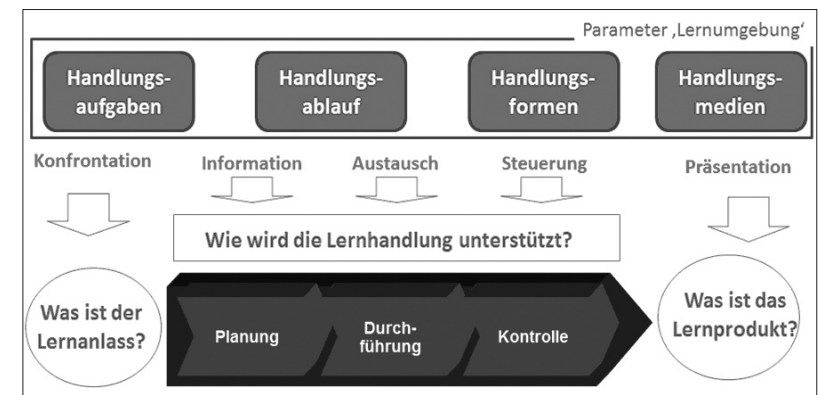 Parameter ‚Lernumgebung‘
Handlungs-
aufgaben
Handlungs-
ablauf
Handlungs-
formen
Handlungs-
medien
Konfrontation
Information
Austausch
Steuerung
Präsentation
Wie wird die Lernhandlung unterstützt?
Was ist der
Lernanlass?
Planung
Durch-
führung
Kontrolle
Was ist das
Lernprodukt?